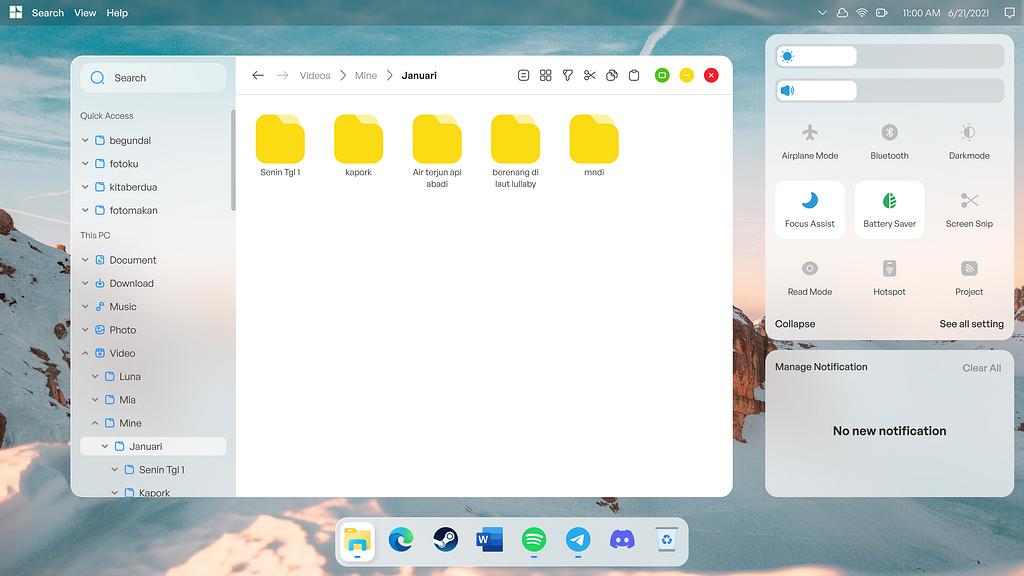 Search View Help
11:00 AM 6/21/2021
Search
Quick Access
begundal
fotoku
kitaberdua
fotomakan
This PC
Document
Download
Music
Photo
Video
Luna
Mia
Mine
Januari
Senin Tgl 1
Kapork
Videos Mine Januari
Senin Tgl 1
kapork
Air terjun api
abadi
berenang di
laut lullaby
mndi
Airplane Mode
Bluetooth
Darkmode
Focus Assist
Battery Saver
Screen Snip
Read Mode
Hotspot
Project
Collapse
See all setting
Manage Notification
Clear All
No new notification
W